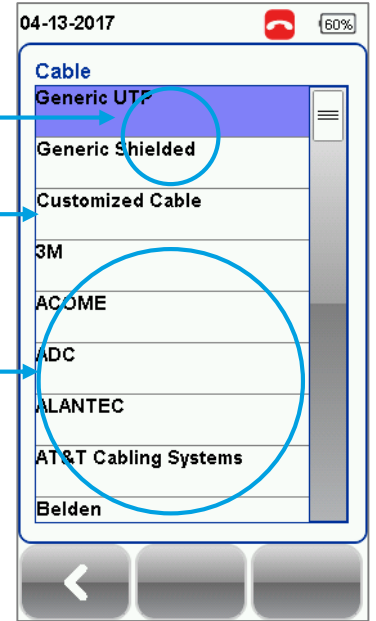 04-13-2017
60%
Cable
Generic UTP
Generic Shielded
Customized Cable
3M
ACOME
ADC
ALANTEC
AT&T Cabling Systems
Belden